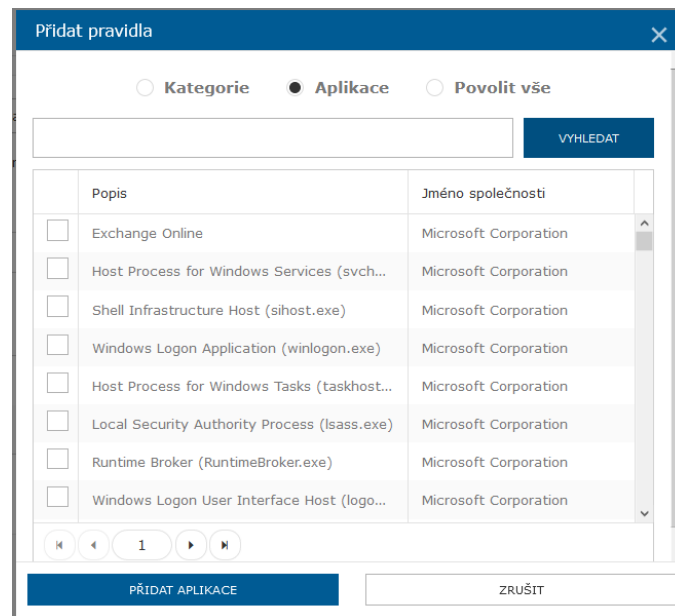 Přidat pravidla
Kategorie Aplikace Povolit vše
VYHLEDAT
Popis Jméno společnosti
Exchange Online Microsoft Corporation
Host Process for Windows Services (svch... Microsoft Corporation
Shell Infrastructure Host (sihost.exe) Microsoft Corporation
Windows Logon Application (winlogon.exe) Microsoft Corporation
Host Process for Windows Tasks (taskhost... Microsoft Corporation
Local Security Authority Process (lsass.exe) Microsoft Corporation
Runtime Broker (RuntimeBroker.exe) Microsoft Corporation
Windows Logon User Interface Host (logo... Microsoft Corporation
1
PŘIDAT APLIKACE ZRUŠIT